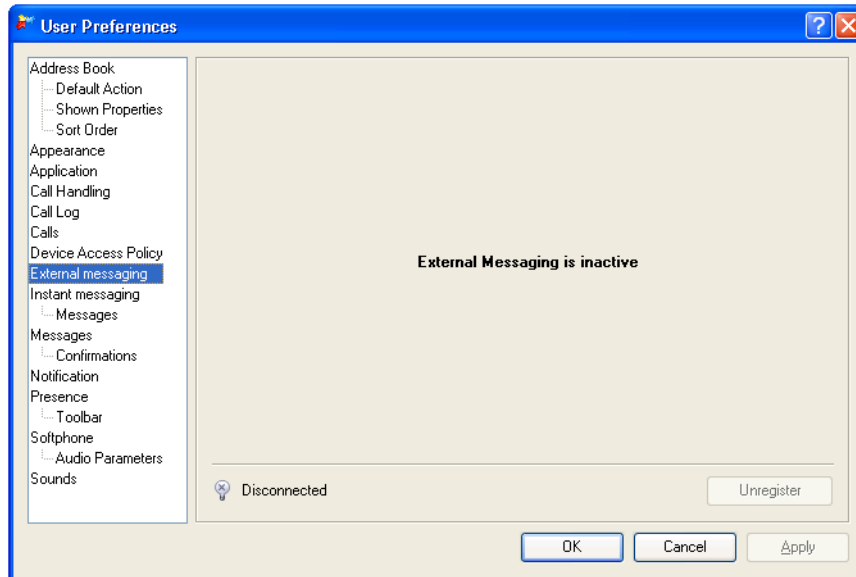 User Preferences
Address Book
Default Action
Shown Properties
Sort Order
Appearance
Application
Call Handling
Call Log
Calls
Device Access Policy
External messaging
Instant messaging
Messages
Messages
Confirmations
Notification
Presence
Toolbar
Softphone
Audio Parameters
Sounds
External Messaging is inactive
Disconnected
Unregister
OK
Cancel
Apply